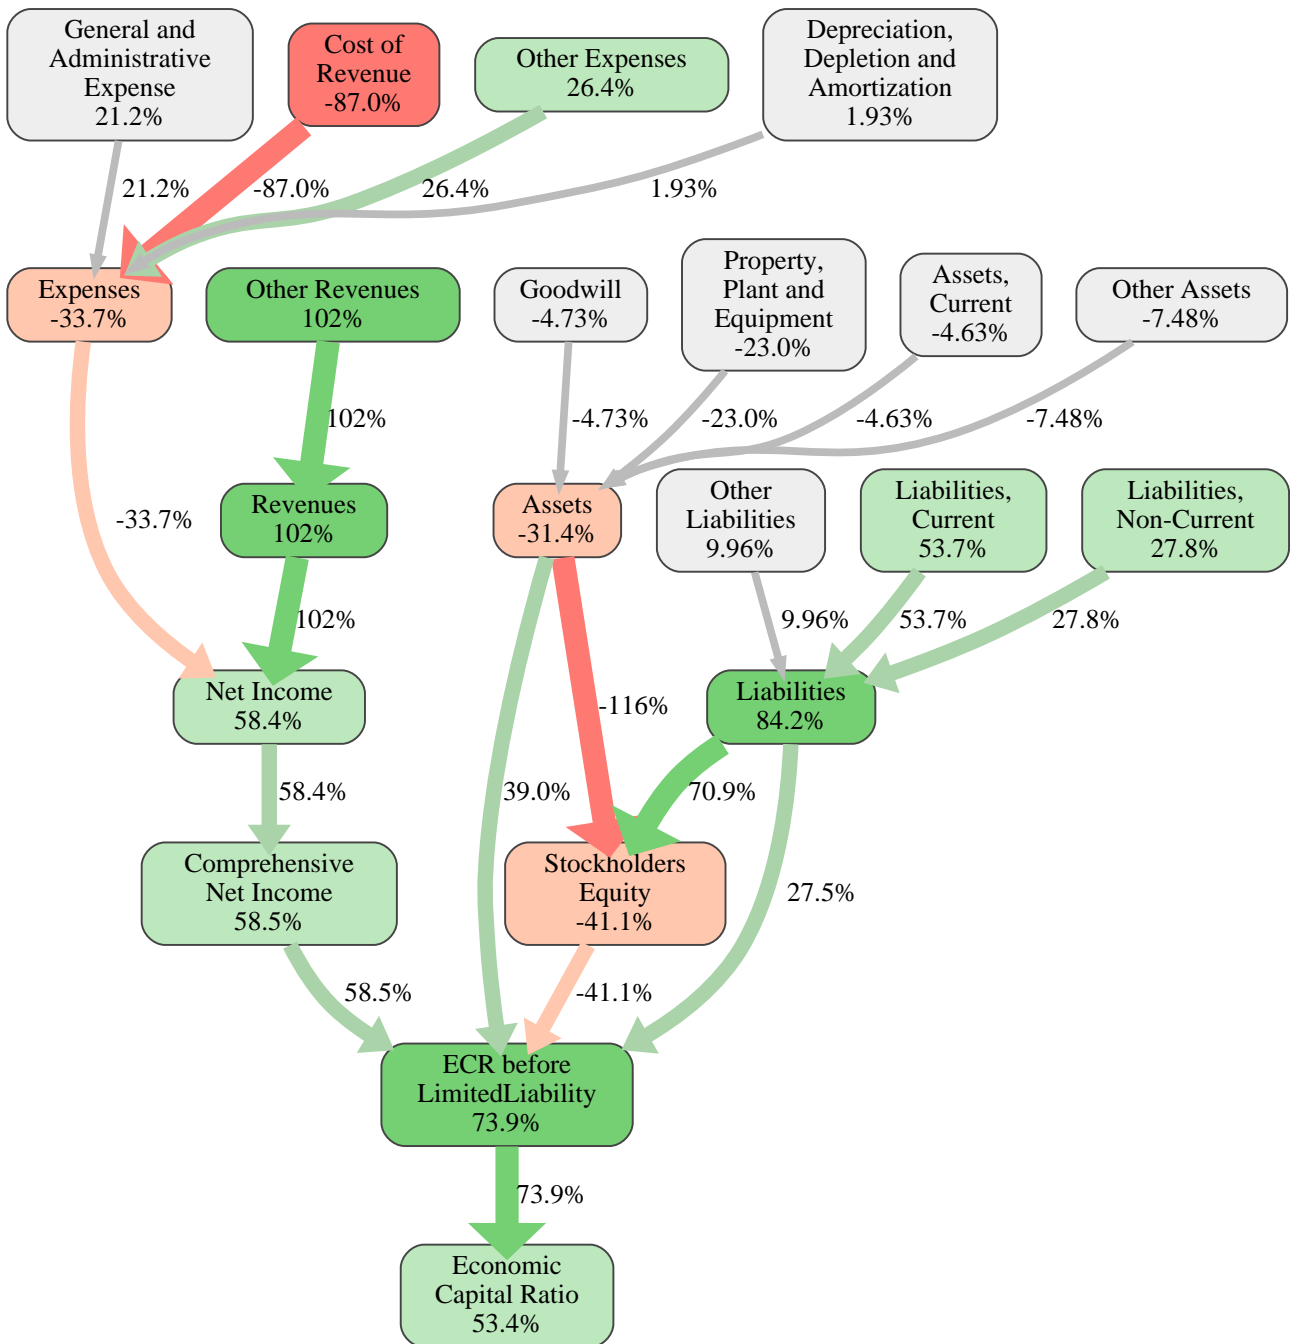 General and
Administrative
Expense
21.2%
Cost of
Revenue
-87.0%
Other Expenses
26.4%
Depreciation,
Depletion and
Amortization
1.93%
21.2%
-87.0%
26.4%
1.93%
Expenses
-33.7%
Other Revenues
102%
Goodwill
-4.73%
Property,
Plant and
Equipment
-23.0%
Assets,
Current
-4.63%
Other Assets
-7.48%
102%
-4.73%
-23.0%
-4.63%
-7.48%
-33.7%
Revenues
102%
Assets
-31.4%
Other
Liabilities
9.96%
Liabilities,
Current
53.7%
Liabilities,
Non-Current
27.8%
102%
9.96%
53.7%
27.8%
Net Income
58.4%
-116%
Liabilities
84.2%
58.4%
39.0%
70.9%
Comprehensive
Net Income
58.5%
Stockholders
Equity
-41.1%
27.5%
58.5%
-41.1%
ECR before
LimitedLiability
73.9%
73.9%
Economic
Capital Ratio
53.4%